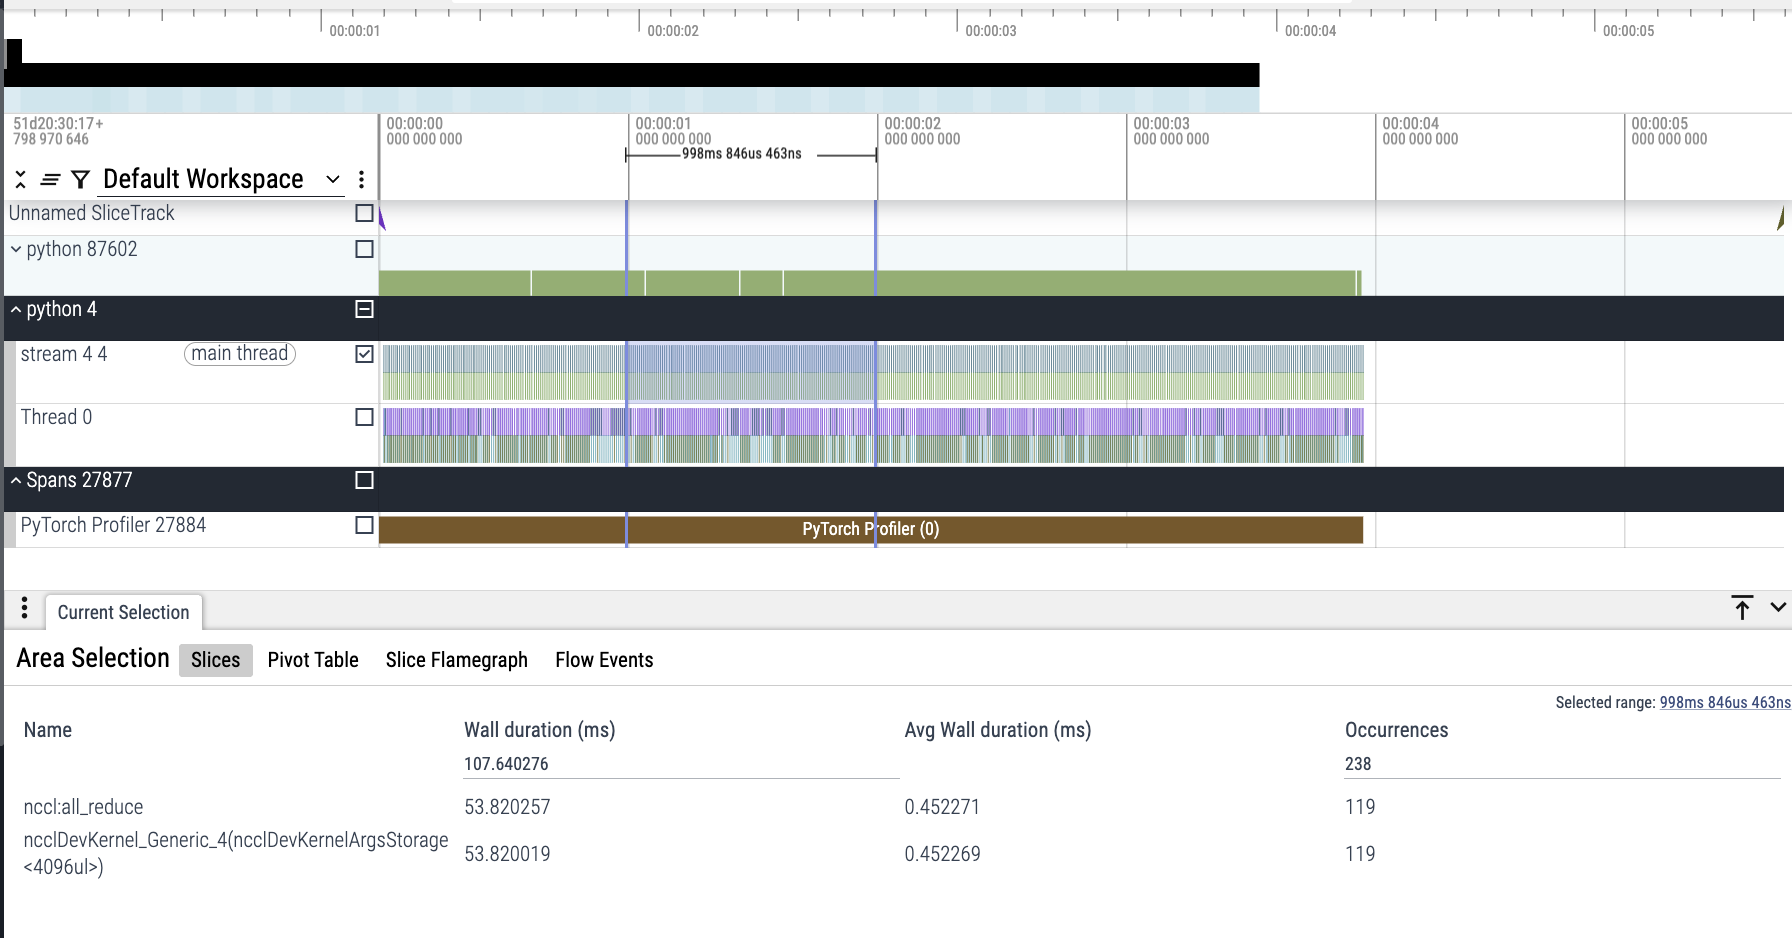 00:00:01 00:00:02 00:00:03 00:00:04 00:00:05
51d20:30:17+ 00:00:00 00:00:01 00:00:02 00:00:03 00:00:04 00:00:05
798 970 646 000 000 000 000 000 000 000 000 000 000 000 000 000 000 000 000 000 000
998ms 846us 463ns
Default Workspace
Unnamed SliceTrack
python 87602
python 4
stream 4 4 main thread
Thread 0
Spans 27877
PyTorch Profiler 27884 PyTorch Profiler (0)
Current Selection
Area Selection Slices Pivot Table Slice Flamegraph Flow Events
Selected range: 998ms 846us 463ns
Name Wall duration (ms) Avg Wall duration (ms) Occurrences
107.640276 238
nccl:all_reduce 53.820257 0.452271 119
ncclDevKernel_Generic_4(ncclDevKernelArgsStorage
<4096ul>) 53.820019 0.452269 119